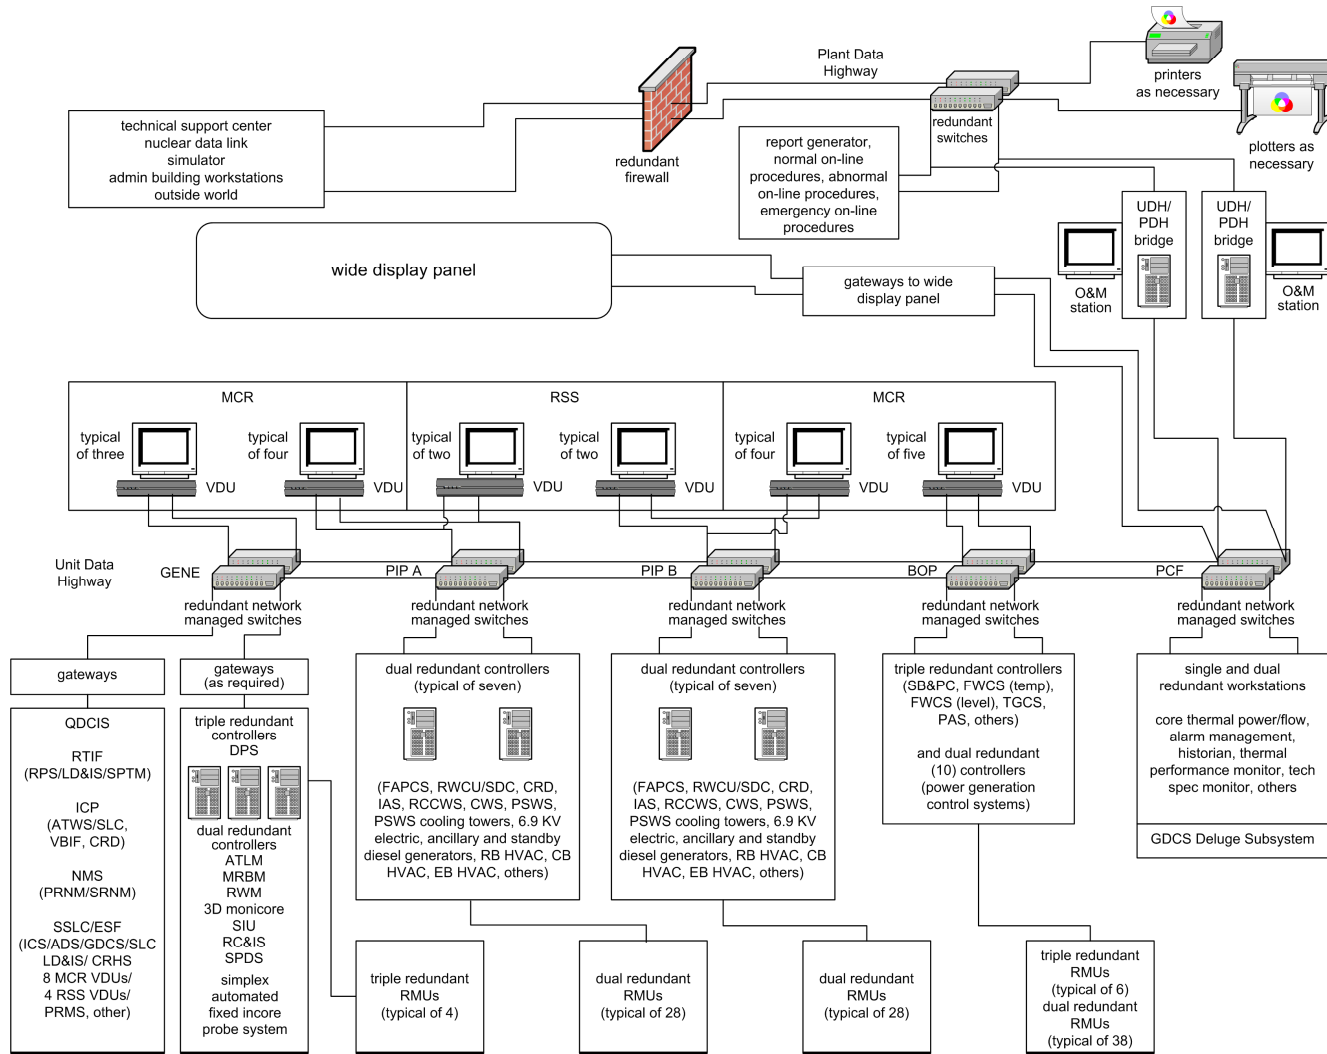 Plant Data
Highway
printers
as necessary
technical support center
nuclear data link
simulator
admin building workstations
outside world
redundant
firewall
redundant
switches
plotters as
necessary
report generator,
normal on-line
procedures, abnormal
on-line procedures,
emergency on-line
procedures
UDH/
PDH
bridge
UDH/
PDH
bridge
O&M
station
O&M
station
wide display panel
gateways to wide
display panel
MCR
RSS
MCR
typical
of three
VDU
typical
of four
VDU
typical
of two
VDU
typical
of two
VDU
typical
of four
VDU
typical
of five
VDU
Unit Data
Highway
GENE
PIP A
PIP B
BOP
PCF
redundant network
managed switches
redundant network
managed switches
redundant network
managed switches
redundant network
managed switches
redundant network
managed switches
gateways
QDCIS
RTIF
(RPS/LD&IS/SPTM)
ICP
(ATWS/SLC,
VBIF, CRD)
NMS
(PRNM/SRNM)
SSLC/ESF
(ICS/ADS/GDCS/SLC
LD&IS/ CRHS
8 MCR VDUs/
4 RSS VDUs/
PRMS, other)
gateways
(as required)
triple redundant
controllers
DPS
dual redundant
controllers
ATLM
MRBM
RWM
3D monicore
SIU
RC&IS
SPDS
simplex
automated
fixed incore
probe system
dual redundant controllers
(typical of seven)
(FAPCS, RWCU/SDC, CRD,
IAS, RCCWS, CWS, PSWS,
PSWS cooling towers, 6.9 KV
electric, ancillary and standby
diesel generators, RB HVAC, CB
HVAC, EB HVAC, others)
dual redundant controllers
(typical of seven)
(FAPCS, RWCU/SDC, CRD,
IAS, RCCWS, CWS, PSWS,
PSWS cooling towers, 6.9 KV
electric, ancillary and standby
diesel generators, RB HVAC, CB
HVAC, EB HVAC, others)
triple redundant controllers
(SB&PC, FWCS (temp),
FWCS (level), TGCS,
PAS, others)
and dual redundant
(10) controllers
(power generation
control systems)
single and dual
redundant workstations
core thermal power/flow,
alarm management,
historian, thermal
performance monitor, tech
spec monitor, others
GDCS Deluge Subsystem
triple redundant
RMUs
(typical of 4)
dual redundant
RMUs
(typical of 28)
dual redundant
RMUs
(typical of 28)
triple redundant
RMUs
(typical of 6)
dual redundant
RMUs
(typical of 38)